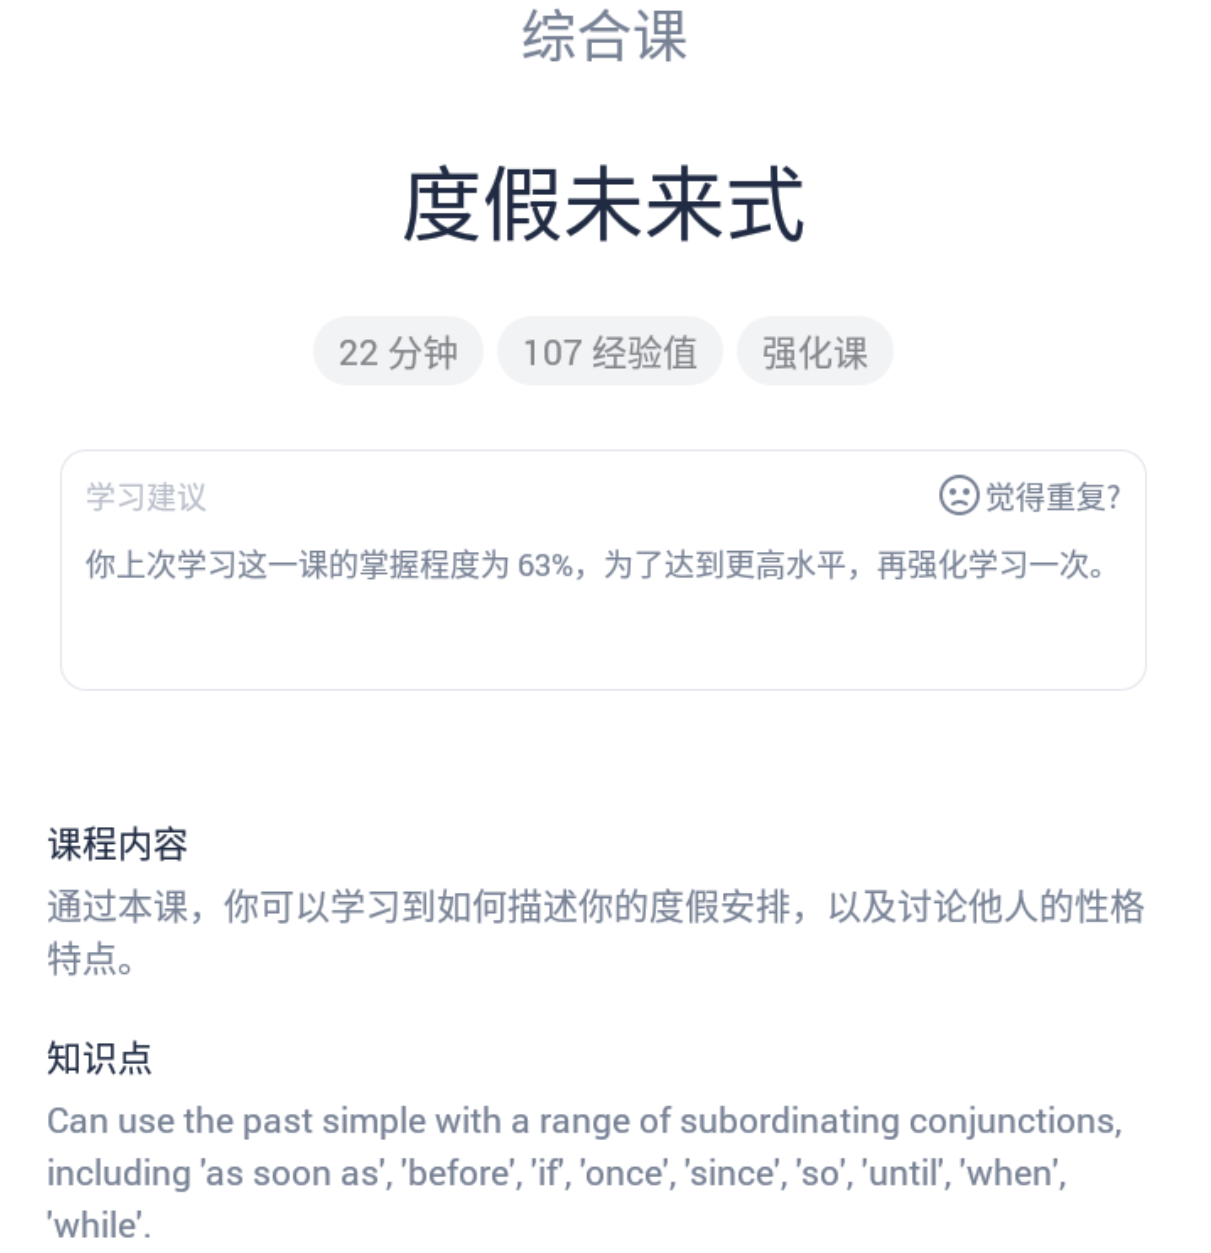 综合课
度假未来式
22 分钟 107 经验值 强化课
学习建议 觉得重复?
你上次学习这一课的掌握程度为 63%，为了达到更高水平，再强化学习一次。
课程内容
通过本课，你可以学习到如何描述你的度假安排，以及讨论他人的性格
特点。
知识点
Can use the past simple with a range of subordinating conjunctions,
including 'as soon as', 'before', 'if', 'once', 'since', 'so', 'until', 'when',
'while'.